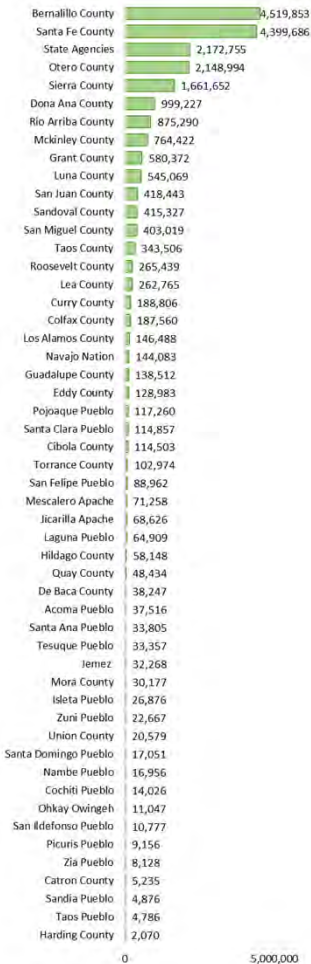 Bernalillo County 4,519,853
Santa Fe County 4,399,686
State Agencies 2,172,755
Otero County 2,148,994
Sierra County 1,661,652
Dona Ana County 999,227
Rio Arriba County 875,290
Mckinley County 764,422
Grant County 580,372
Luna County 545,069
San Juan County 418,443
Sandoval County 415,327
San Miguel County 403,019
Taos County 343,506
Roosevelt County 265,439
Lea County 262,765
Curry County 188,806
Colfax County 187,560
Los Alamos County 146,488
Navajo Nation 144,083
Guadalupe County 138,512
Eddy County 128,983
Pojoaque Pueblo 117,260
Santa Clara Pueblo 114,857
Cibola County 114,503
Torrance County 102,974
San Felipe Pueblo 88,962
Mescalero Apache 71,258
Jicarilla Apache 68,626
Laguna Pueblo 64,909
Hildago County 58,148
Quay County 48,434
De Baca County 38,247
Acoma Pueblo 37,516
Santa Ana Pueblo 33,805
Tesuque Pueblo 33,357
Jemez 32,268
Mora County 30,177
Isleta Pueblo 26,876
Zuni Pueblo 22,667
Union County 20,579
Santa Domingo Pueblo 17,051
Nambe Pueblo 16,956
Cochiti Pueblo 14,026
Ohkay Owingeh 11,047
San Ildefonso Pueblo 10,777
Picuris Pueblo 9,156
Zia Pueblo 8,128
Catron County 5,235
Sandia Pueblo 4,876
Taos Pueblo 4,786
Harding County 2,070
0 5,000,000